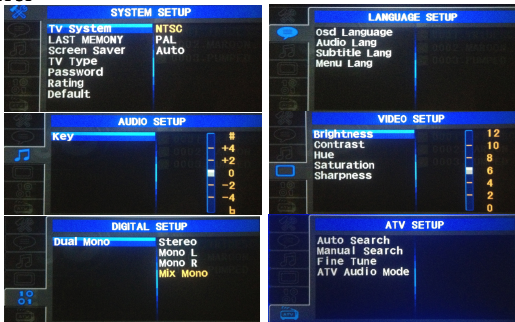 SYSTEM SETUP
TV System
LAST MEMONY
Screen Saver
TV Type
Password
Rating
Default
NTSC
PAL
Auto
LANGUAGE SETUP
Osd Language
Audio Lang
Subtitle Lang
Menu Lang
AUDIO SETUP
Key
#
+4
+2
0
-2
-4
b
VIDEO SETUP
Brightness
Contrast
Hue
Saturation
Sharpness
12
10
8
6
4
2
0
DIGITAL SETUP
Dual Mono
Stereo
Mono L
Mono R
Mix Mono
ATV SETUP
Auto Search
Manual Search
Fine Tune
ATV Audio Mode